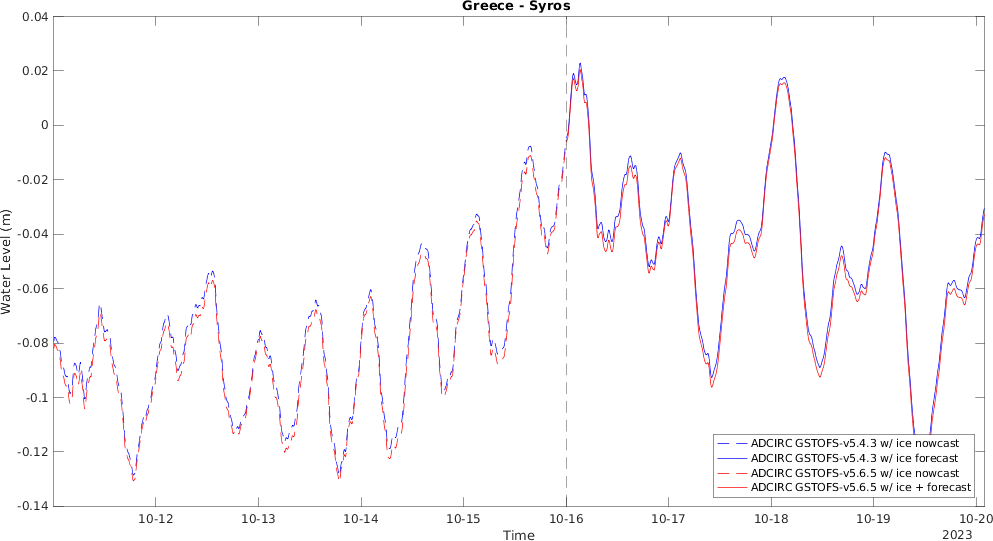 Greece - Syros
0.04
0.02
0
-0.02
-0.04
-0.06
-0.08
-0.1
-0.12
-0.14
Water Level (m)
ADCIRC GSTOFS-v5.4.3 w/ ice nowcast
ADCIRC GSTOFS-v5.4.3 w/ ice forecast
ADCIRC GSTOFS-v5.6.5 w/ ice nowcast
ADCIRC GSTOFS-v5.6.5 w/ ice + forecast
10-12 10-13 10-14 10-15 10-16 10-17 10-18 10-19 10-20
Time
2023